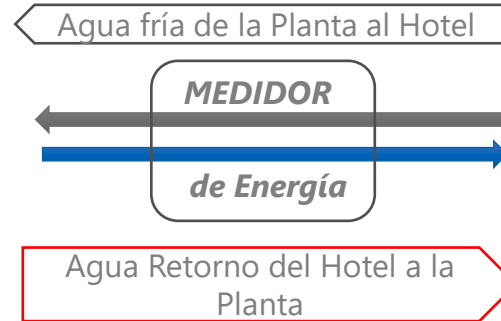 Agua fría de la Planta al Hotel
MEDIDOR
de Energía
Agua Retorno del Hotel a la
Planta